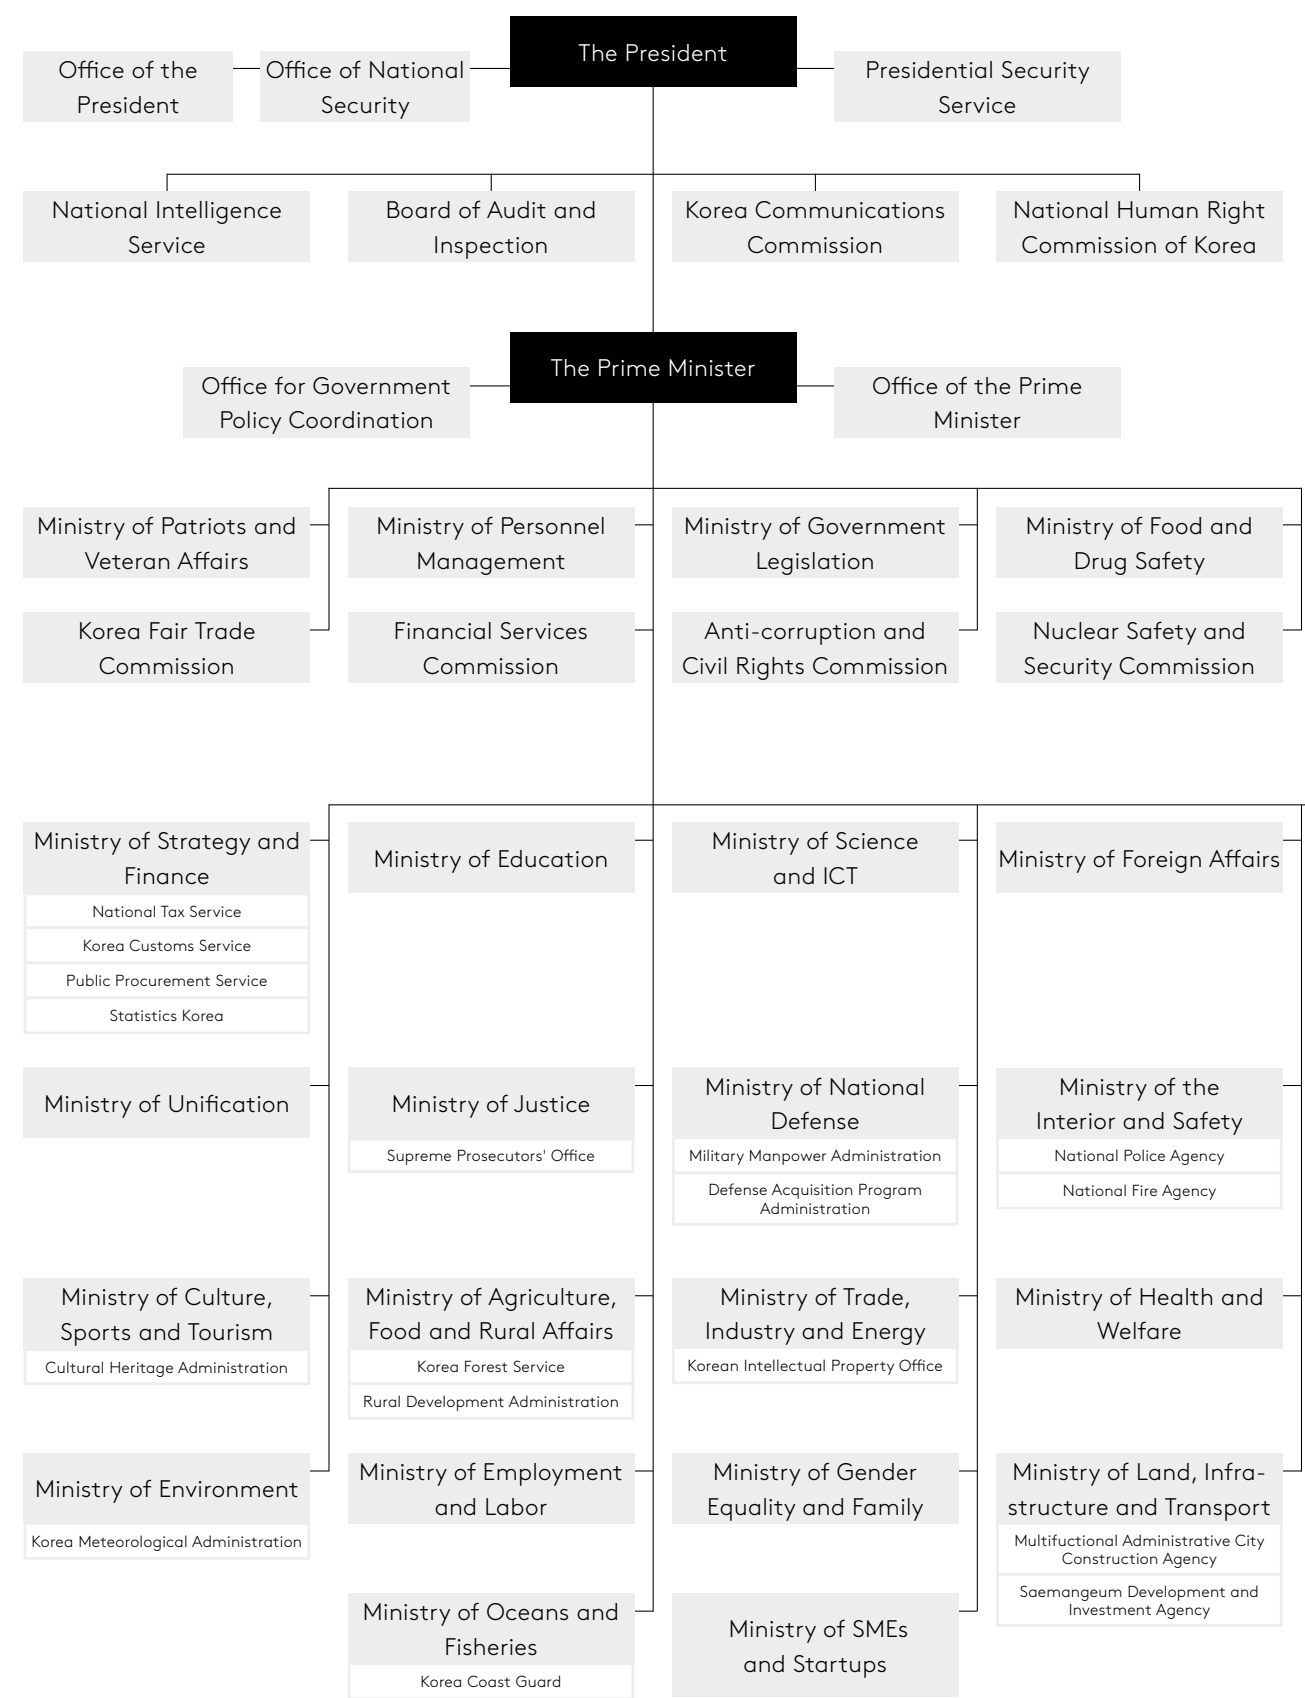 The President
Office of the
President
Office of National
Security
Presidential Security
Service
National Intelligence
Service
Board of Audit and
Inspection
Korea Communications
Commission
National Human Right
Commission of Korea
The Prime Minister
Office for Government
Policy Coordination
Office of the Prime
Minister
Ministry of Patriots and
Veteran Affairs
Ministry of Personnel
Management
Ministry of Government
Legislation
Ministry of Food and
Drug Safety
Korea Fair Trade
Commission
Financial Services
Commission
Anti-corruption and
Civil Rights Commission
Nuclear Safety and
Security Commission
Ministry of Strategy and
Finance
National Tax Service
Korea Customs Service
Public Procurement Service
Statistics Korea
Ministry of Education
Ministry of Science
and ICT
Ministry of Foreign Affairs
Ministry of Unification
Ministry of Justice
Supreme Prosecutors' Office
Ministry of National
Defense
Military Manpower Administration
Defense Acquisition Program
Administration
Ministry of the
Interior and Safety
National Police Agency
National Fire Agency
Ministry of Culture,
Sports and Tourism
Cultural Heritage Administration
Ministry of Agriculture,
Food and Rural Affairs
Korea Forest Service
Rural Development Administration
Ministry of Trade,
Industry and Energy
Korean Intellectual Property Office
Ministry of Health and
Welfare
Ministry of Environment
Korea Meteorological Administration
Ministry of Employment
and Labor
Ministry of Gender
Equality and Family
Ministry of Land, Infra-
structure and Transport
Multifuctional Administrative City
Construction Agency
Saemangeum Development and
Investment Agency
Ministry of Oceans and
Fisheries
Korea Coast Guard
Ministry of SMEs
and Startups